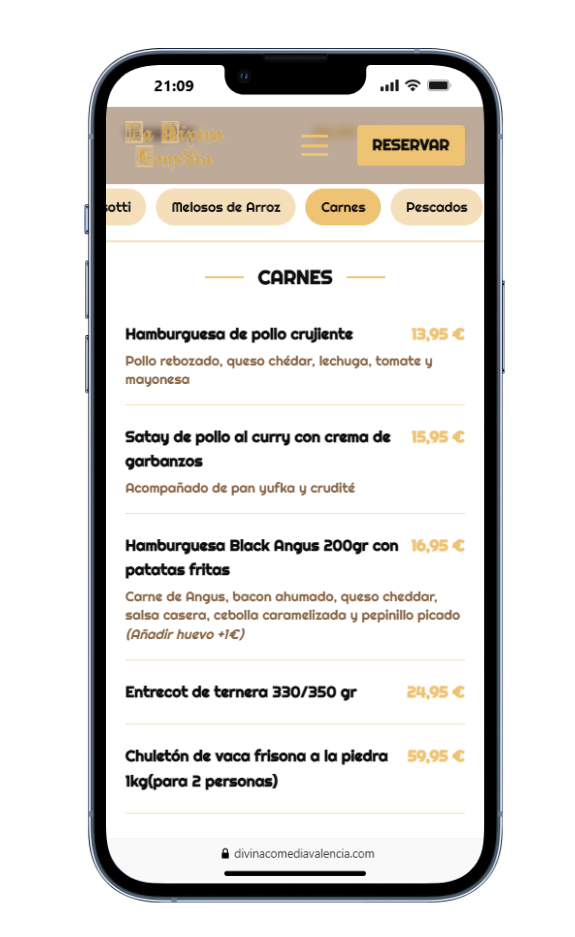 21:09
La Divina
Comedia
RESERVAR
sotti
Melosos de Arroz
Carnes
Pescados
CARNES
Hamburguesa de pollo crujiente 13,95 €
Pollo rebozado, queso chédar, lechuga, tomate y
mayonesa
Satay de pollo al curry con crema de 15,95 €
garbanzos
Acompañado de pan yufka y crudité
Hamburguesa Black Angus 200gr con 16,95 €
patatas fritas
Carne de Angus, bacon ahumado, queso cheddar,
salsa casera, cebolla caramelizada y pepinillo picado
(Añadir huevo +1€)
Entrecot de ternera 330/350 gr 24,95 €
Chuletón de vaca frisona a la piedra 59,95 €
1kg(para 2 personas)
divinacomediavalencia.com